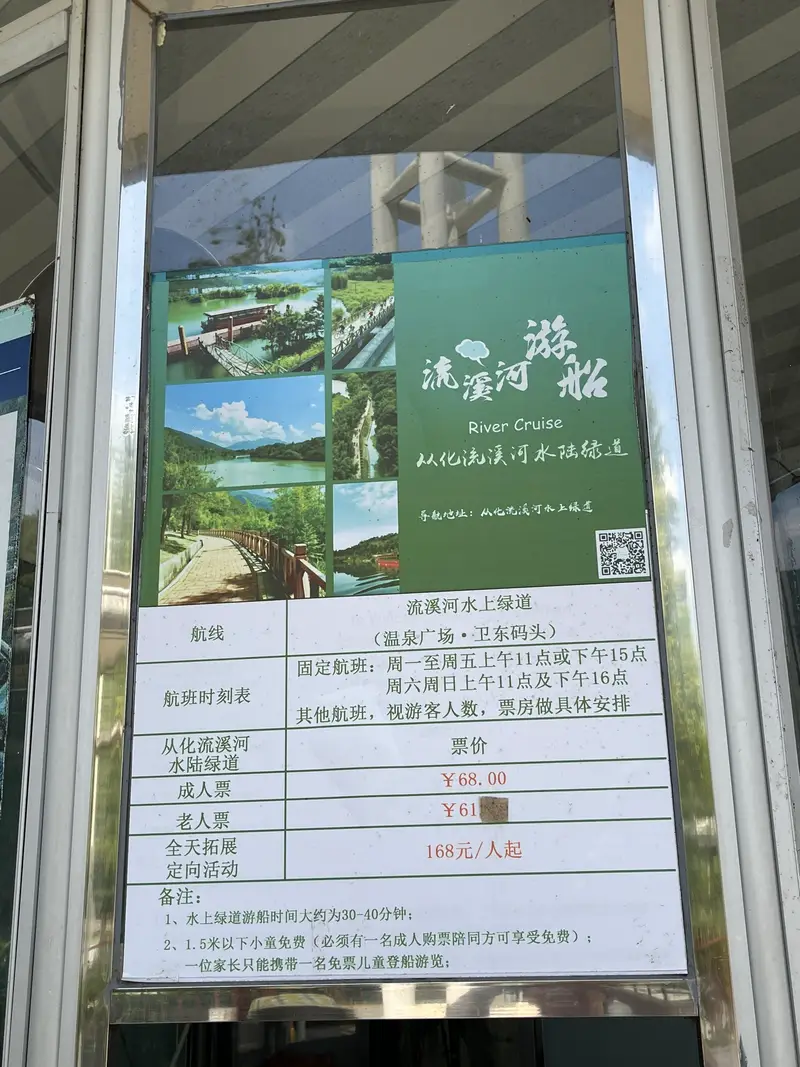 流溪河游船
River Cruise
从化流溪河水陆绿道
导航地址：从化流溪河水上绿道
航线
流溪河水上绿道
（温泉广场·卫东码头）
航班时刻表
固定航班：周一至周五上午11点或下午15点
周六周日上午11点及下午16点
其他航班，视游客人数，票房做具体安排
从化流溪河
水陆绿道
票价
成人票
￥68.00
老人票
￥61
全天拓展
定向活动
168元/人起
备注：
1、水上绿道游船时间大约为30-40分钟；
2、1.5米以下小童免费（必须有一名成人购票陪同方可享受免费）；
一位家长只能携带一名免票儿童登船游览；